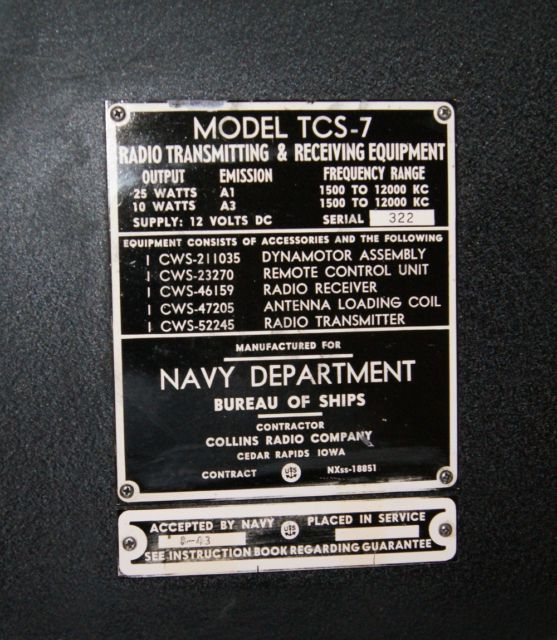 MODEL TCS-7
RADIO TRANSMITTING & RECEIVING EQUIPMENT
OUTPUT EMISSION FREQUENCY RANGE
25 WATTS A1 1500 TO 12000 KC
10 WATTS A3 1500 TO 12000 KC
SUPPLY: 12 VOLTS DC SERIAL 322
EQUIPMENT CONSISTS OF ACCESSORIES AND THE FOLLOWING
1 CWS-211035 DYNAMOTOR ASSEMBLY
1 CWS-23270 REMOTE CONTROL UNIT
1 CWS-46159 RADIO RECEIVER
1 CWS-47205 ANTENNA LOADING COIL
1 CWS-52245 RADIO TRANSMITTER
MANUFACTURED FOR
NAVY DEPARTMENT
BUREAU OF SHIPS
CONTRACTOR
COLLINS RADIO COMPANY
CEDAR RAPIDS IOWA
CONTRACT US NXss-18851
ACCEPTED BY NAVY US PLACED IN SERVICE
-43
SEE INSTRUCTION BOOK REGARDING GUARANTEE